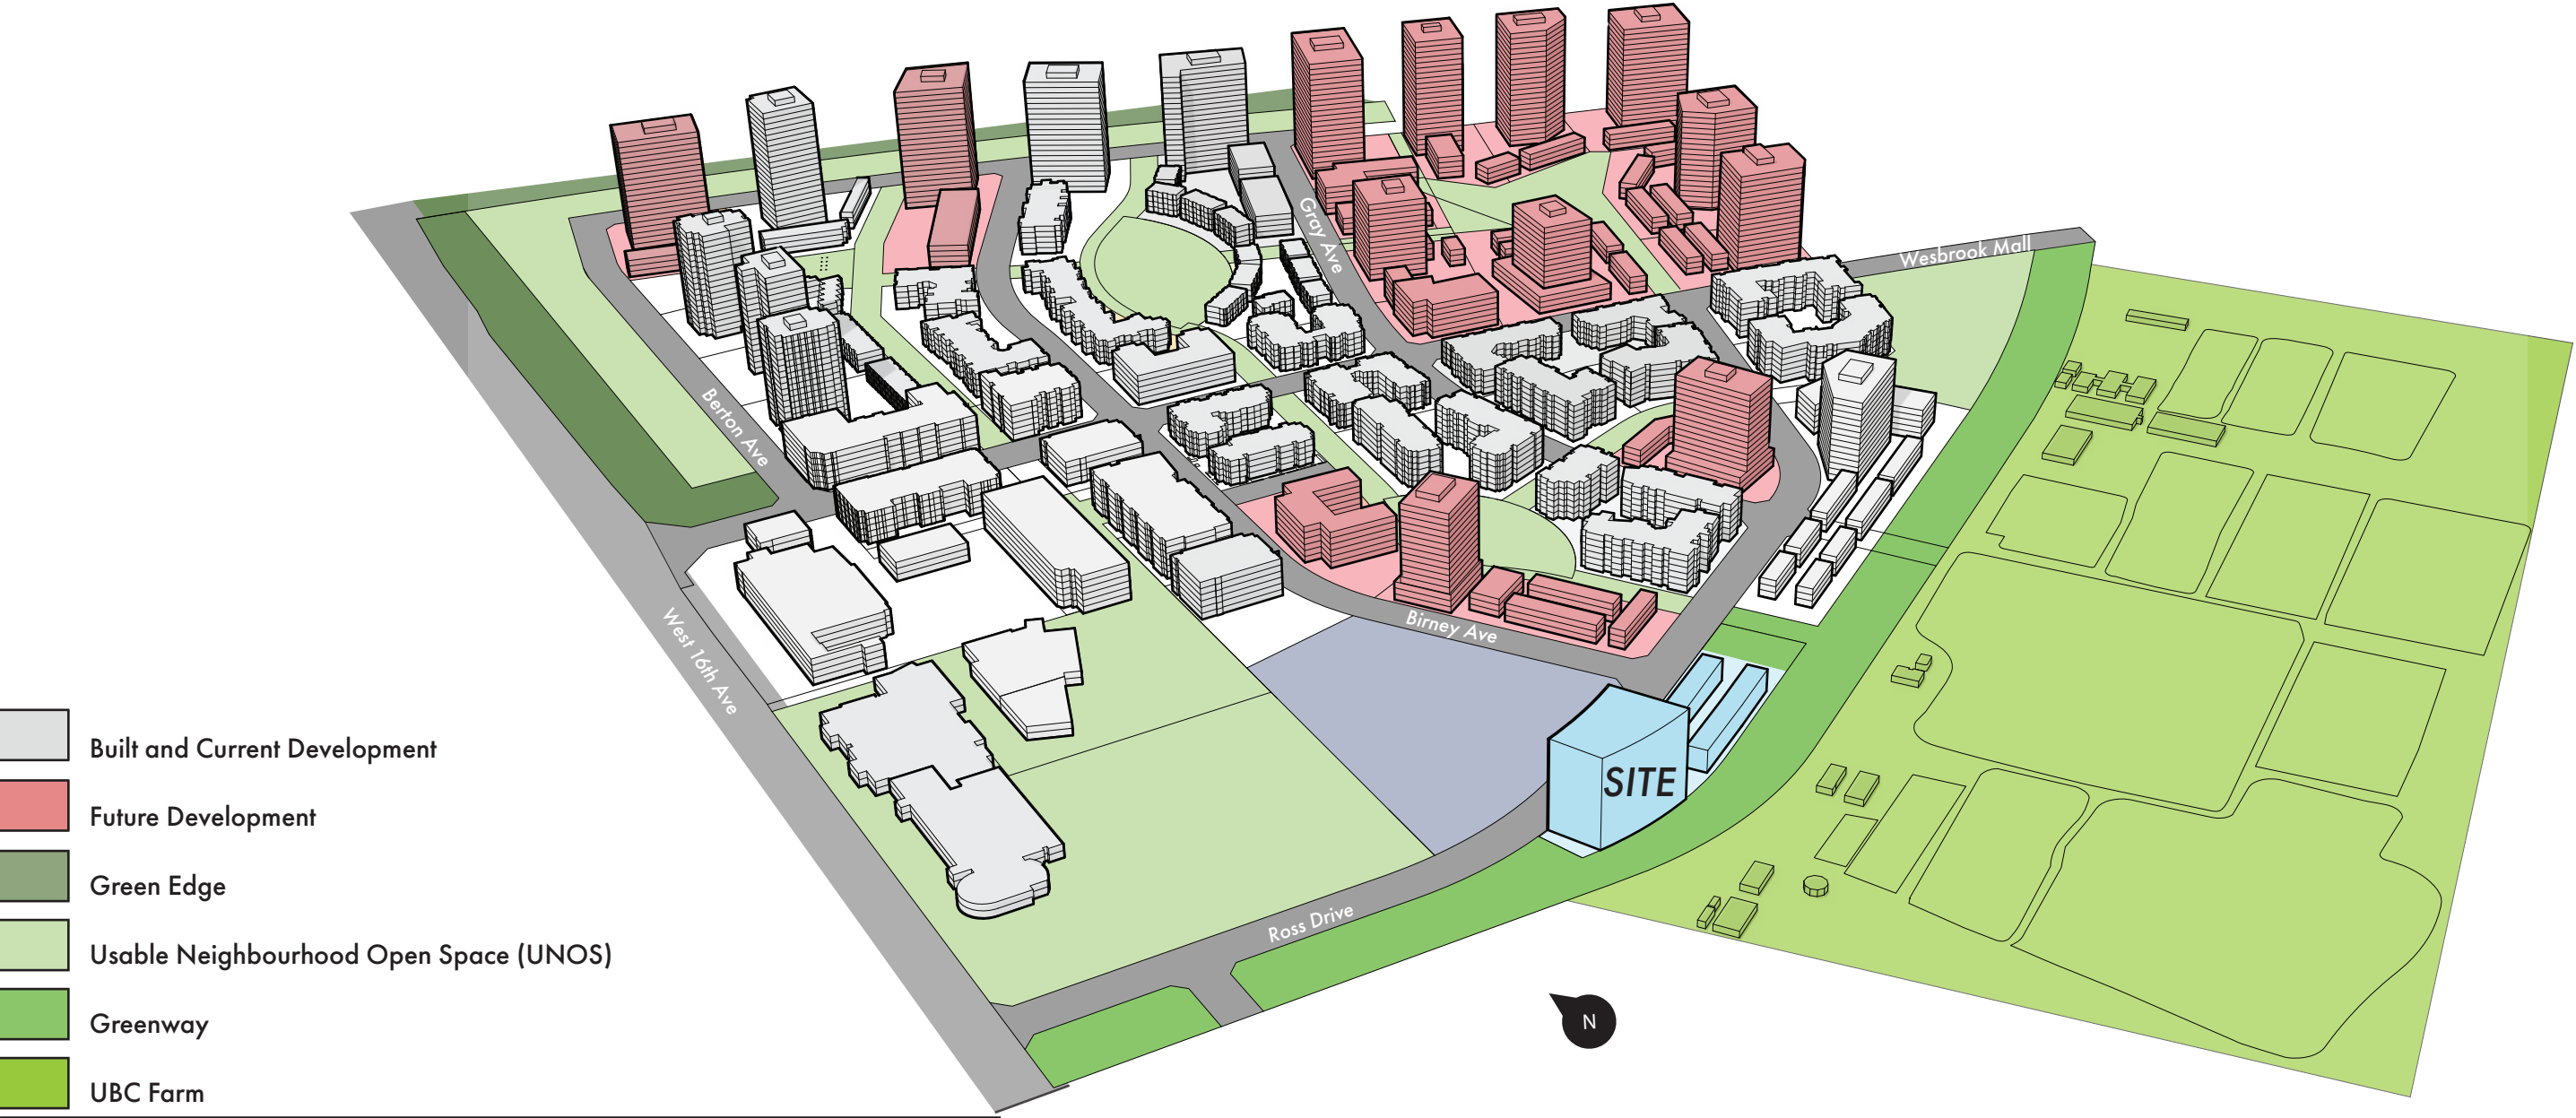 Gray Ave
Wesbrook Mall
Berton Ave
West 16th Ave
Birney Ave
SITE
Ross Drive
N
Built and Current Development
Future Development
Green Edge
Usable Neighbourhood Open Space (UNOS)
Greenway
UBC Farm